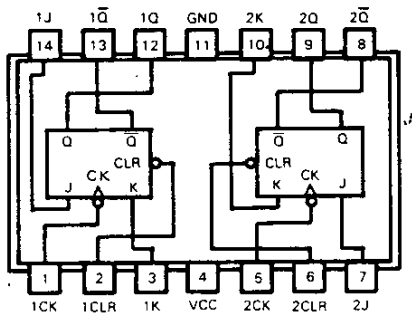 1J 1Q̅ 1Q GND 2K 2Q 2Q̅
14 13 12 11 10 9 8
Q Q̅ Q̅ Q
CLR CLR
CK CK
J K K J
1 2 3 4 5 6 7
1CK 1CLR 1K VCC 2CK 2CLR 2J